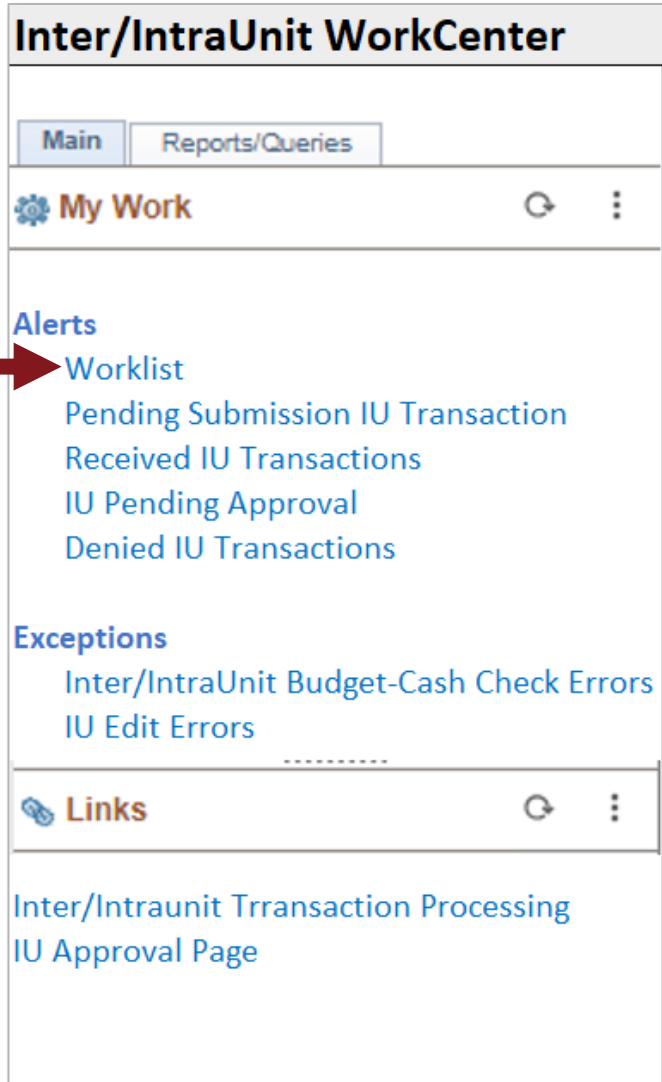 Inter/IntraUnit WorkCenter
Main Reports/Queries
My Work
Alerts
Worklist
Pending Submission IU Transaction
Received IU Transactions
IU Pending Approval
Denied IU Transactions
Exceptions
Inter/IntraUnit Budget-Cash Check Errors
IU Edit Errors
Links
Inter/Intraunit Trransaction Processing
IU Approval Page